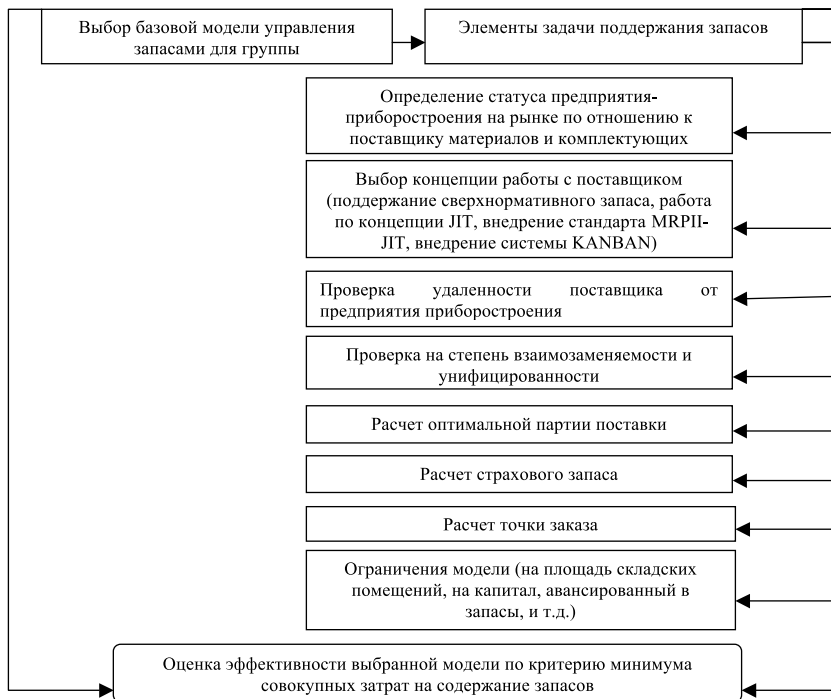 Выбор базовой модели управления
запасами для группы
Элементы задачи поддержания запасов
Определение статуса предприятия-
приборостроения на рынке по отношению к
поставщику материалов и комплектующих
Выбор концепции работы с поставщиком
(поддержание сверхнормативного запаса, работа
по концепции JIT, внедрение стандарта MRPII-
JIT, внедрение системы KANBAN)
Проверка удаленности поставщика от
предприятия приборостроения
Проверка на степень взаимозаменяемости и
унифицированности
Расчет оптимальной партии поставки
Расчет страхового запаса
Расчет точки заказа
Ограничения модели (на площадь складских
помещений, на капитал, авансированный в
запасы, и т.д.)
Оценка эффективности выбранной модели по критерию минимума
совокупных затрат на содержание запасов